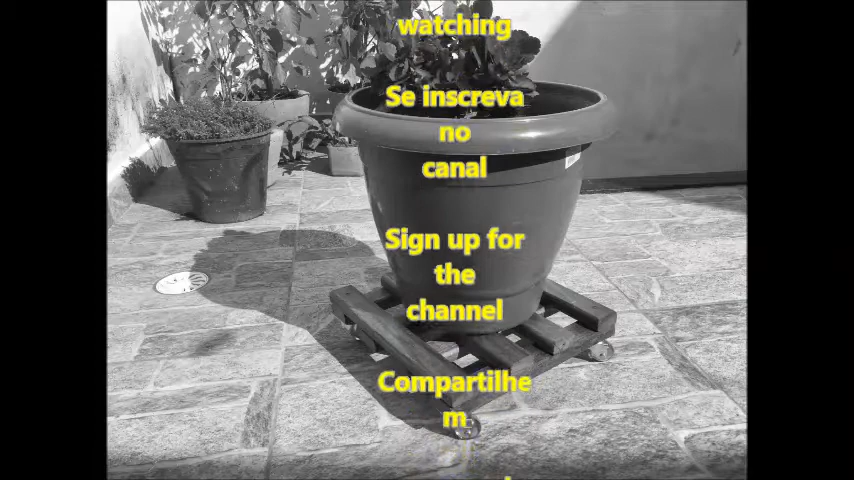 watching
Se inscreva
no
canal
Sign up for
the
channel
Compartilhe
m